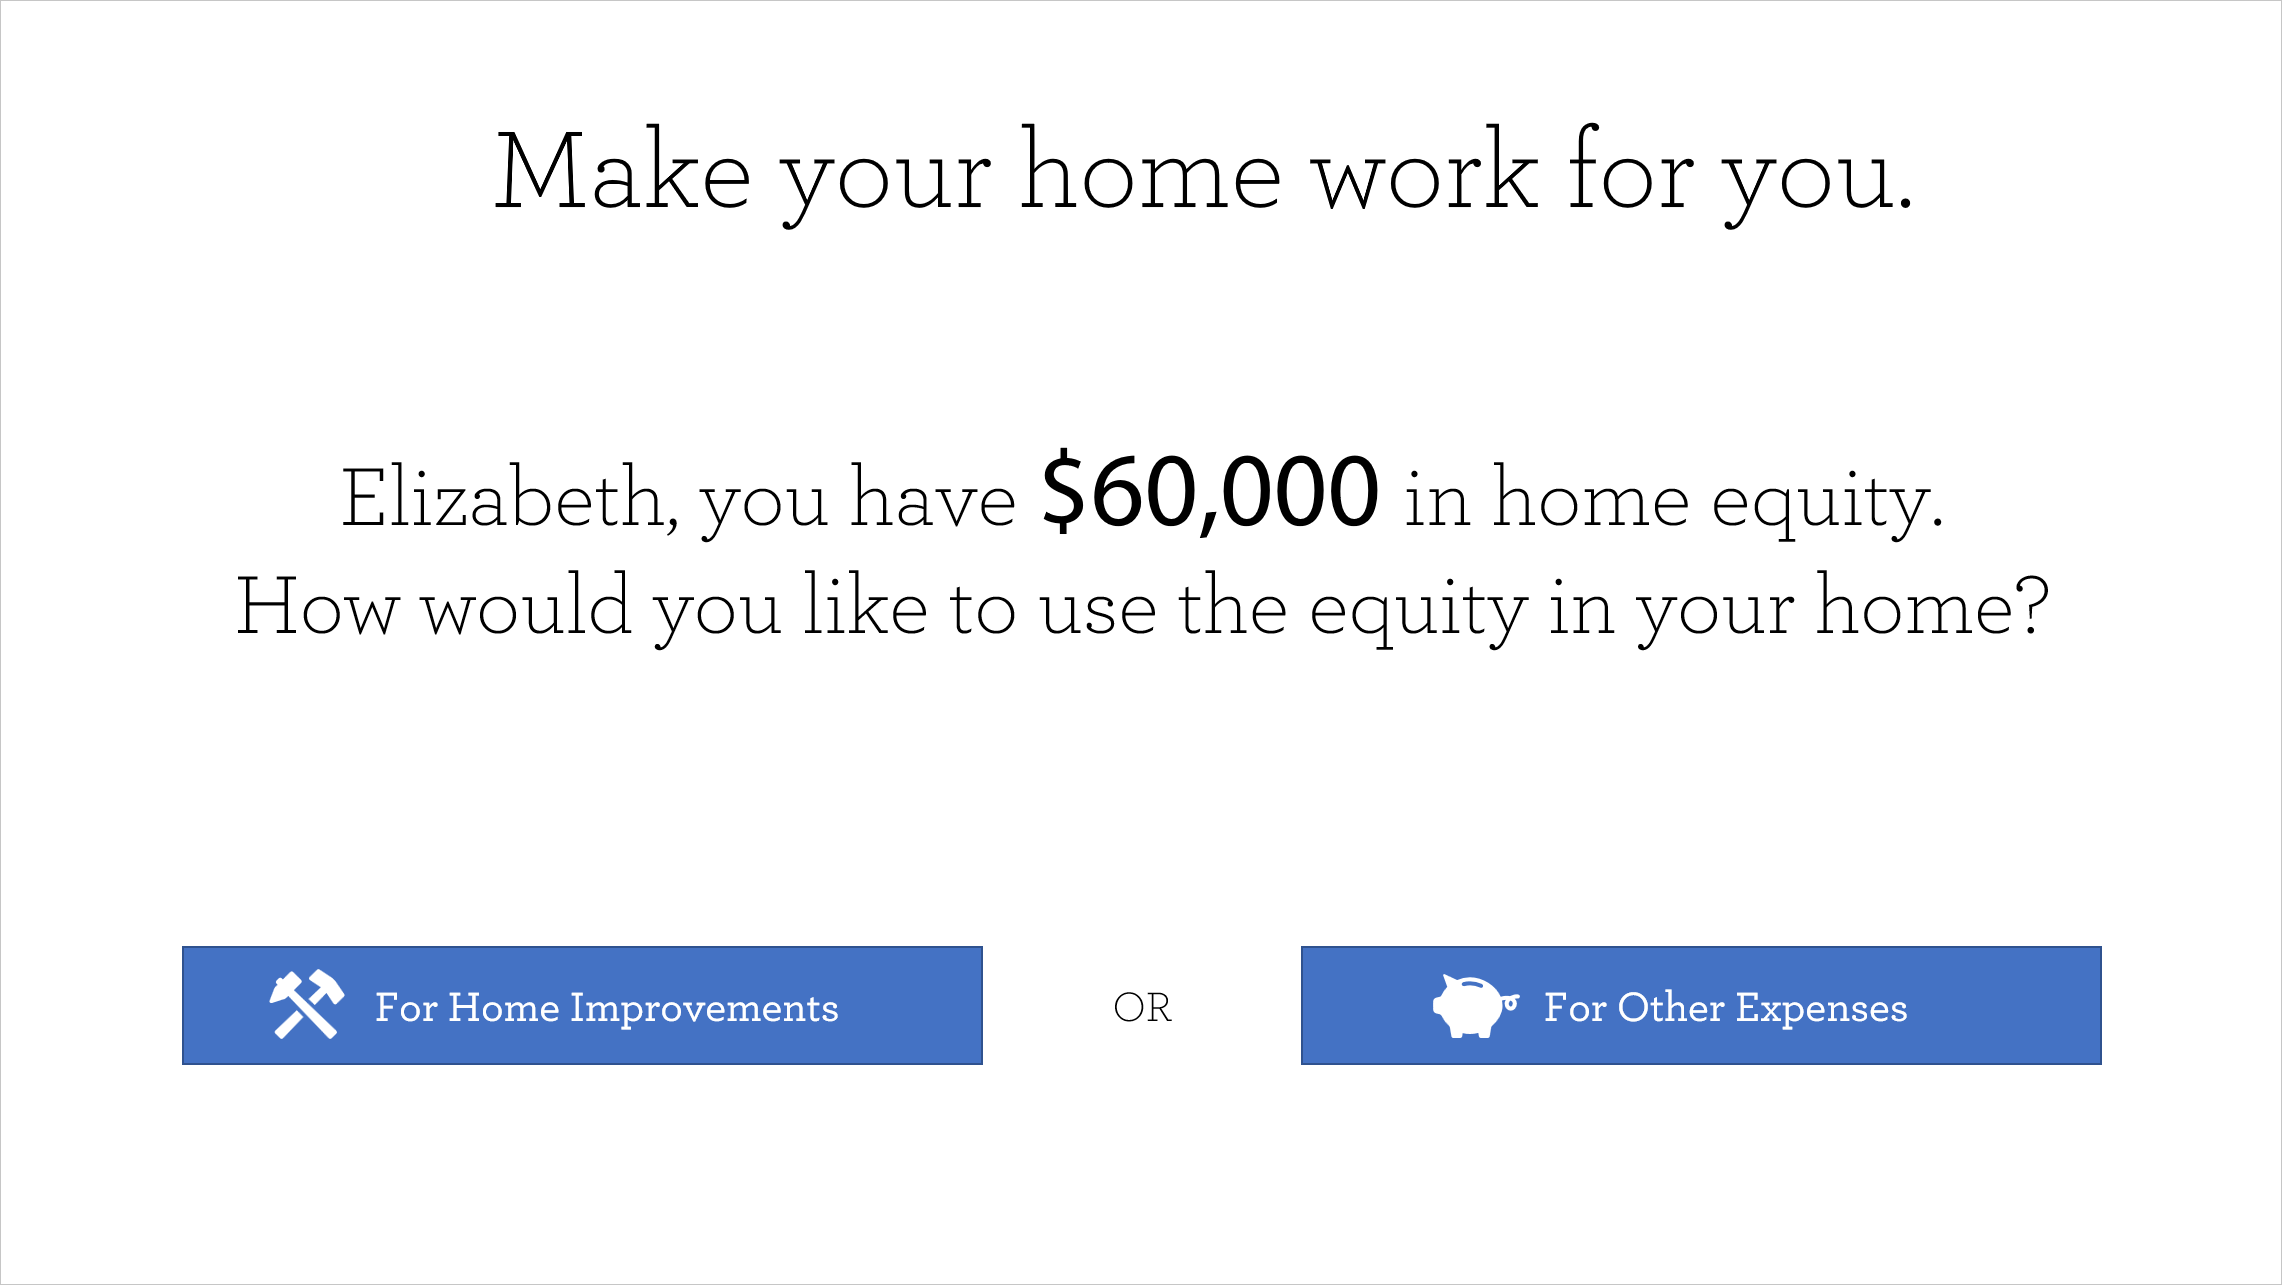 Make your home work for you.
Elizabeth, you have $60,000 in home equity.
How would you like to use the equity in your home?
For Home Improvements
OR
For Other Expenses